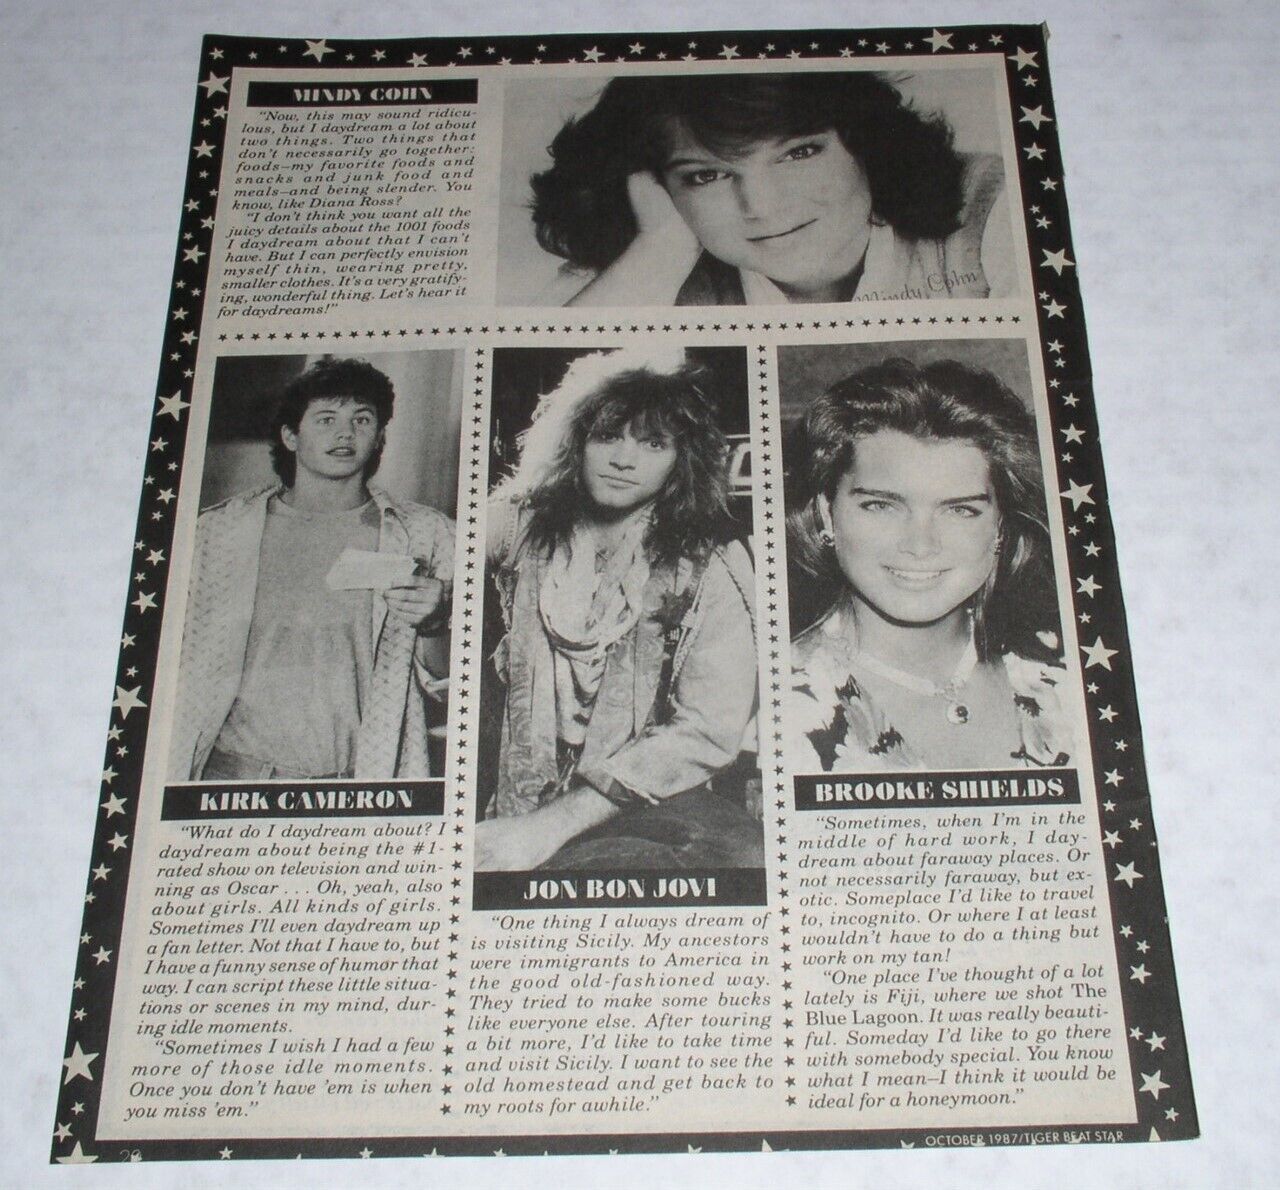 MINDY COHN
"Now, this may sound ridicu-
lous, but I daydream a lot about
two things. Two things that
don't necessarily go together:
foods—my favorite foods and
snacks and junk food and
meals—and being slender. You
know, like Diana Ross?
"I don't think you want all the
juicy details about the 1001 foods
I daydream about that I can't
have. But I can perfectly envision
myself thin, wearing pretty,
smaller clothes. It's a very gratify-
ing, wonderful thing. Let's hear it
for daydreams!"
Mindy Cohn
KIRK CAMERON
"What do I daydream about? I
daydream about being the #1-
rated show on television and win-
ning as Oscar . . . Oh, yeah, also
about girls. All kinds of girls.
Sometimes I'll even daydream up
a fan letter. Not that I have to, but
I have a funny sense of humor that
way. I can script these little situa-
tions or scenes in my mind, dur-
ing idle moments.
"Sometimes I wish I had a few
more of those idle moments.
Once you don't have 'em is when
you miss 'em."
JON BON JOVI
"One thing I always dream of
is visiting Sicily. My ancestors
were immigrants to America in
the good old-fashioned way.
They tried to make some bucks
like everyone else. After touring
a bit more, I'd like to take time
and visit Sicily. I want to see the
old homestead and get back to
my roots for awhile."
BROOKE SHIELDS
"Sometimes, when I'm in the
middle of hard work, I day-
dream about faraway places. Or
not necessarily faraway, but ex-
otic. Someplace I'd like to travel
to, incognito. Or where I at least
wouldn't have to do a thing but
work on my tan!
"One place I've thought of a lot
lately is Fiji, where we shot The
Blue Lagoon. It was really beauti-
ful. Someday I'd like to go there
with somebody special. You know
what I mean—I think it would be
ideal for a honeymoon."
OCTOBER 1987/TIGER BEAT STAR